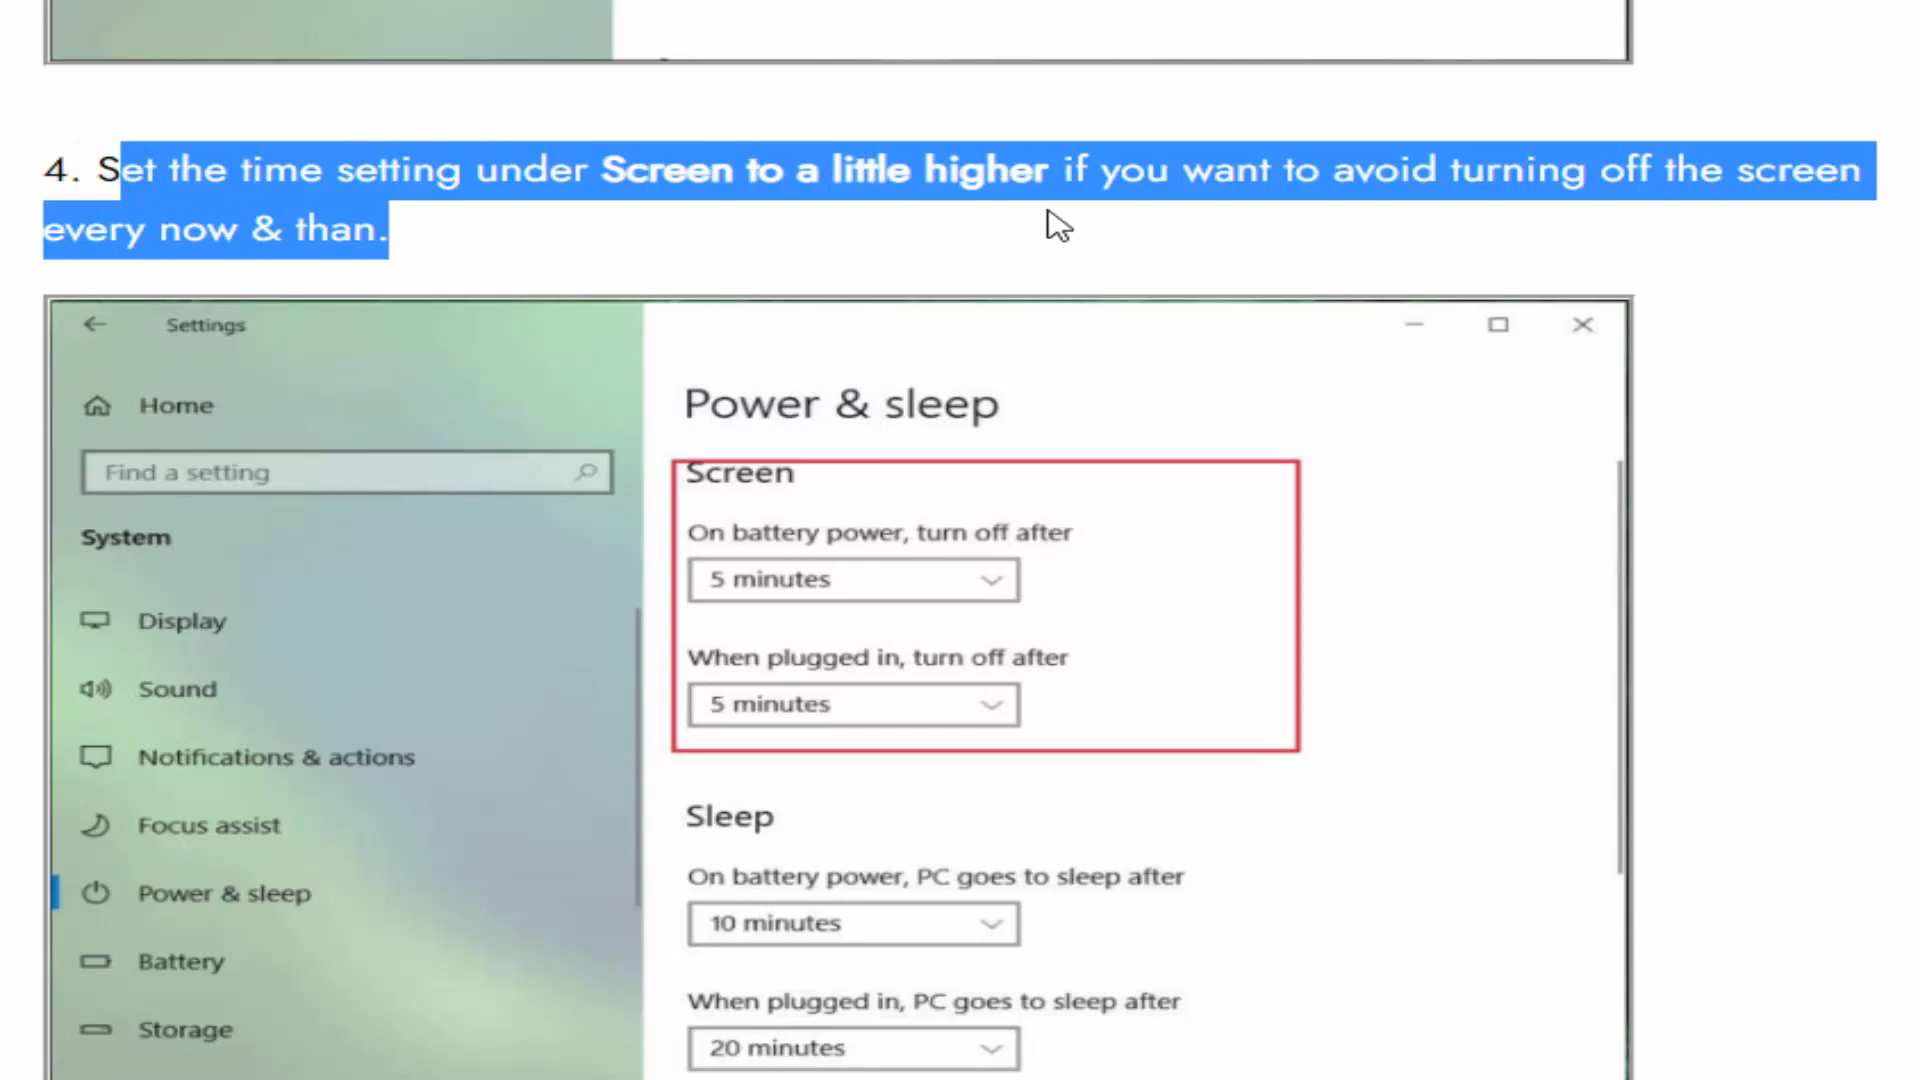 4. Set the time setting under Screen to a little higher if you want to avoid turning off the screen
every now & than.
Settings
Home
Find a setting
System
Display
Sound
Notifications & actions
Focus assist
Power & sleep
Battery
Storage
Power & sleep
Screen
On battery power, turn off after
5 minutes
When plugged in, turn off after
5 minutes
Sleep
On battery power, PC goes to sleep after
10 minutes
When plugged in, PC goes to sleep after
20 minutes